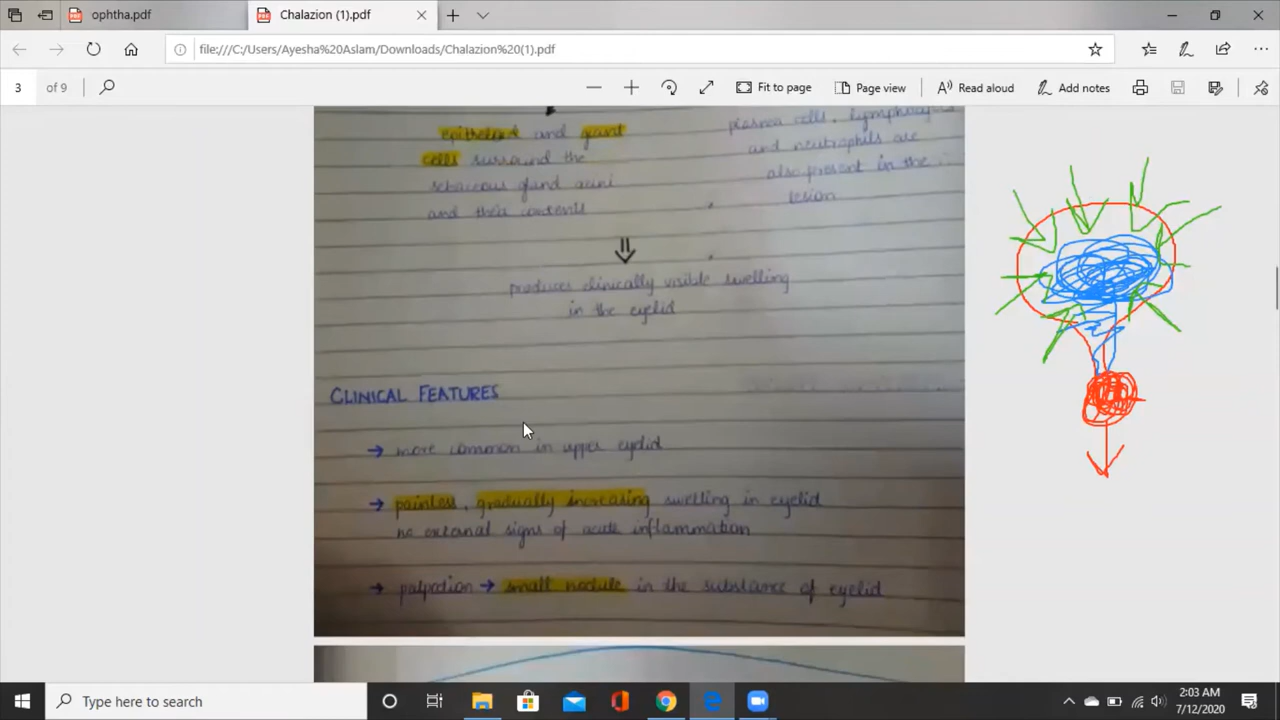 ophtha.pdf
Chalazion (1).pdf
file:///C:/Users/Ayesha%20Aslam/Downloads/Chalazion%20(1).pdf
3 of 9
Fit to page
Page view
Read aloud
Add notes
epitheloid and giant
cells surround the
sebaceous gland acini
and their contents
plasma cells, lymphocytes
and neutrophils are
also present in the
lesion
produces clinically visible swelling
in the eyelid
CLINICAL FEATURES
→ more common in upper eyelid
→ painless, gradually increasing swelling in eyelid
no external signs of acute inflammation
→ palpation → small nodule in the substance of eyelid
Type here to search
2:03 AM
7/12/2020